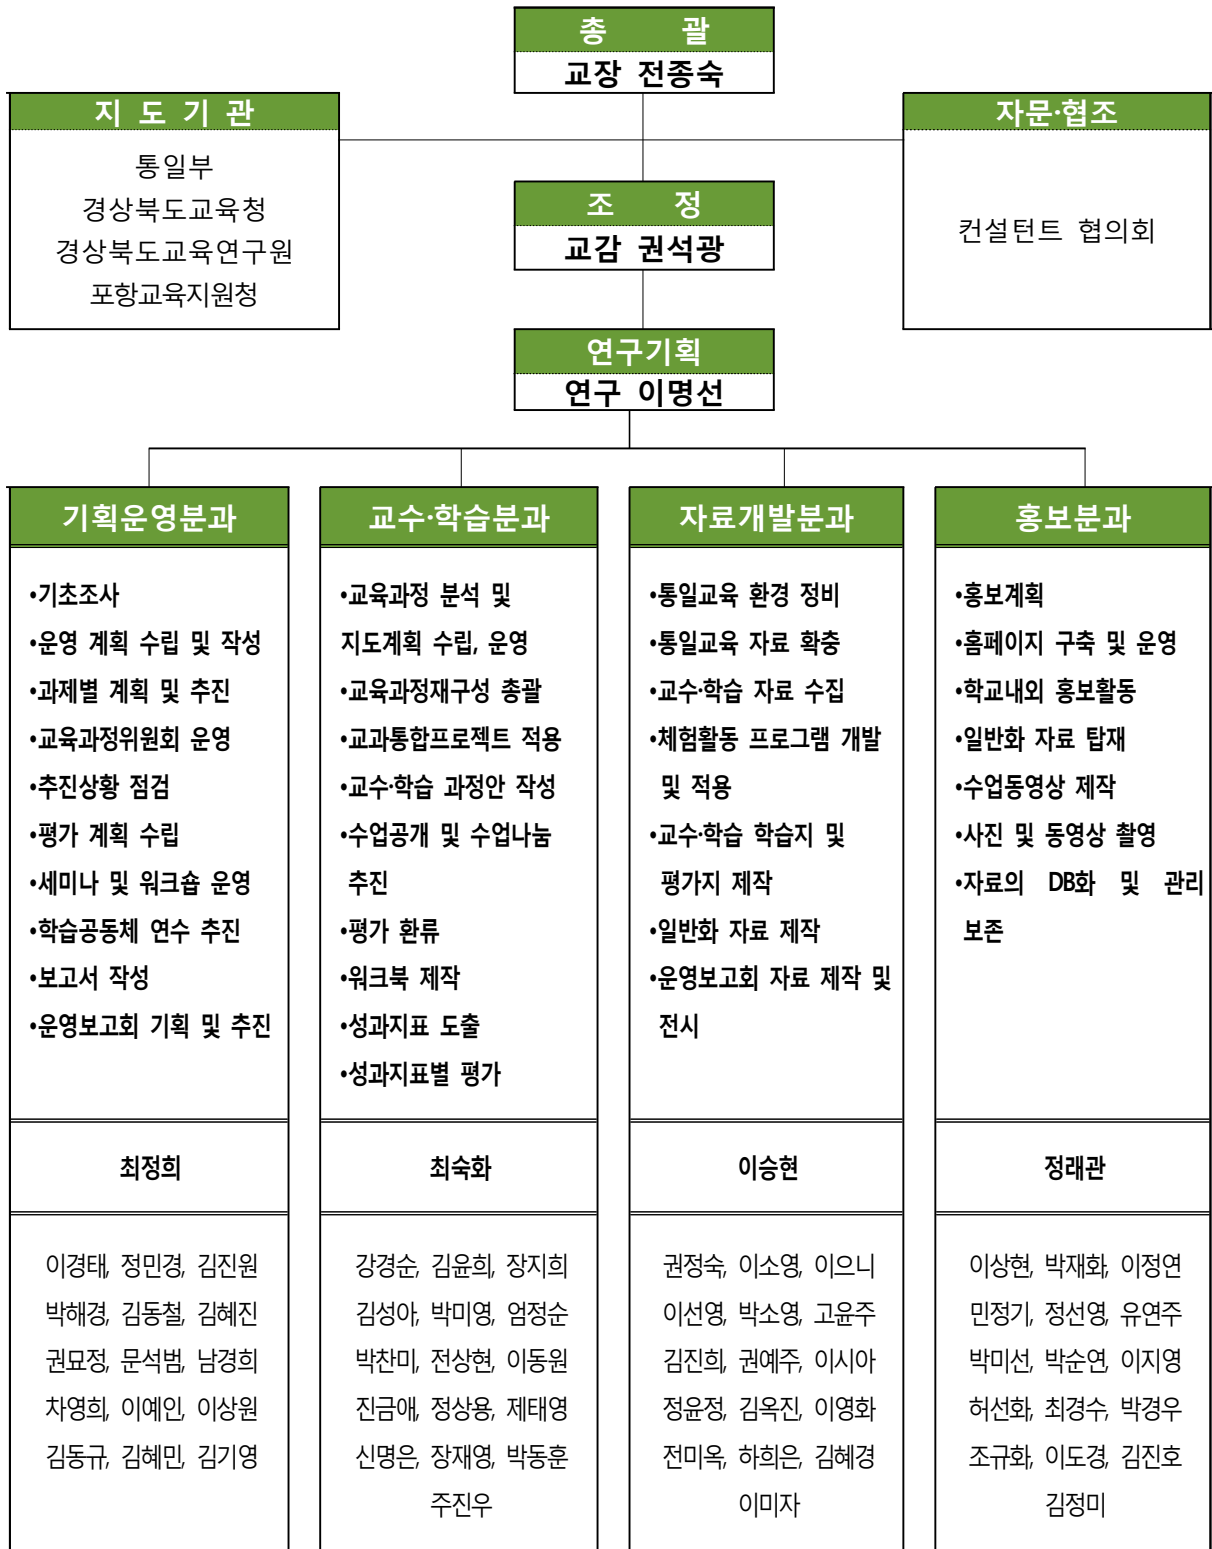 총 괄
교장 전종숙
지 도 기 관
통일부
경상북도교육청
경상북도교육연구원
포항교육지원청
자문·협조
컨설턴트 협의회
조 정
교감 권석광
연구기획
연구 이명선
기획운영분과
•기초조사
•운영 계획 수립 및 작성
•과제별 계획 및 추진
•교육과정위원회 운영
•추진상황 점검
•평가 계획 수립
•세미나 및 워크숍 운영
•학습공동체 연수 추진
•보고서 작성
•운영보고회 기획 및 추진
최정희
이경태, 정민경, 김진원
박해경, 김동철, 김혜진
권묘정, 문석범, 남경희
차영희, 이예인, 이상원
김동규, 김혜민, 김기영
교수·학습분과
•교육과정 분석 및
지도계획 수립, 운영
•교육과정재구성 총괄
•교과통합프로젝트 적용
•교수·학습 과정안 작성
•수업공개 및 수업나눔
추진
•평가 환류
•워크북 제작
•성과지표 도출
•성과지표별 평가
최숙화
강경순, 김윤희, 장지희
김성아, 박미영, 엄정순
박찬미, 전상현, 이동원
진금애, 정상용, 제태영
신명은, 장재영, 박동훈
주진우
자료개발분과
•통일교육 환경 정비
•통일교육 자료 확충
•교수·학습 자료 수집
•체험활동 프로그램 개발
및 적용
•교수·학습 학습지 및
평가지 제작
•일반화 자료 제작
•운영보고회 자료 제작 및
전시
이승현
권정숙, 이소영, 이으니
이선영, 박소영, 고윤주
김진희, 권예주, 이시아
정윤정, 김옥진, 이영화
전미옥, 하희은, 김혜경
이미자
홍보분과
•홍보계획
•홈페이지 구축 및 운영
•학교내외 홍보활동
•일반화 자료 탑재
•수업동영상 제작
•사진 및 동영상 촬영
•자료의 DB화 및 관리
보존
정래관
이상현, 박재화, 이정연
민정기, 정선영, 유연주
박미선, 박순연, 이지영
허선화, 최경수, 박경우
조규화, 이도경, 김진호
김정미